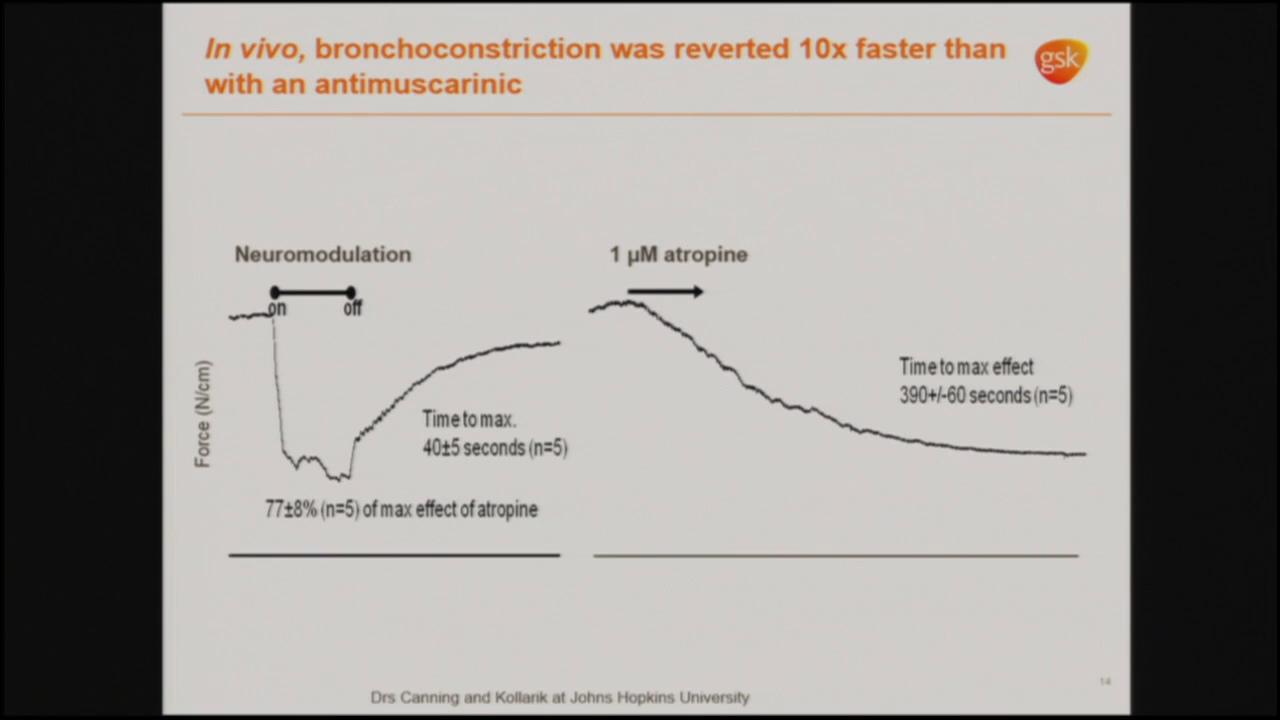 In vivo, bronchoconstriction was reverted 10x faster than
with an antimuscarinic
gsk
Neuromodulation
on
off
Force (N/cm)
Time to max.
40±5 seconds (n=5)
77±8% (n=5) of max effect of atropine
1 µM atropine
Time to max effect
390+/-60 seconds (n=5)
Drs Canning and Kollarik at Johns Hopkins University
14